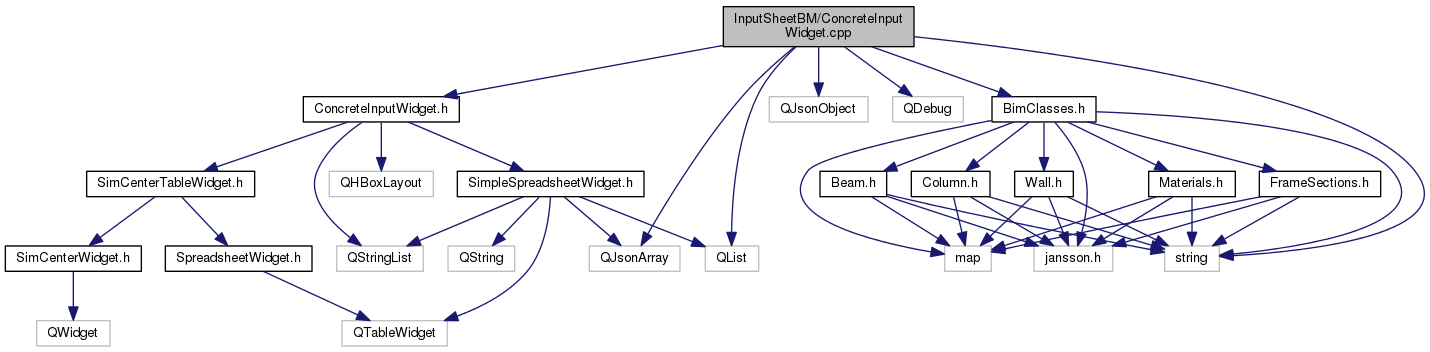 InputSheetBM/ConcreteInput
Widget.cpp
ConcreteInputWidget.h
QJsonObject
QDebug
BimClasses.h
SimCenterTableWidget.h
QHBoxLayout
SimpleSpreadsheetWidget.h
Beam.h
Column.h
Wall.h
Materials.h
FrameSections.h
SimCenterWidget.h
SpreadsheetWidget.h
QStringList
QString
QJsonArray
QList
map
jansson.h
string
QWidget
QTableWidget